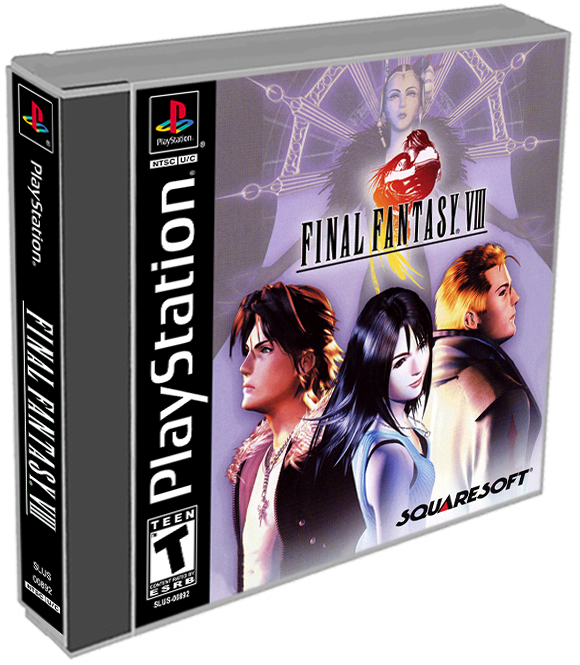 PlayStation®
FINAL FANTASY® VIII
SLUS
00892
NTSC U/C
PlayStation®
NTSC U/C
PlayStation®
TEEN
T
CONTENT RATED BY
ESRB
SLUS-00892
FINAL FANTASY® VIII
SQUARESOFT®